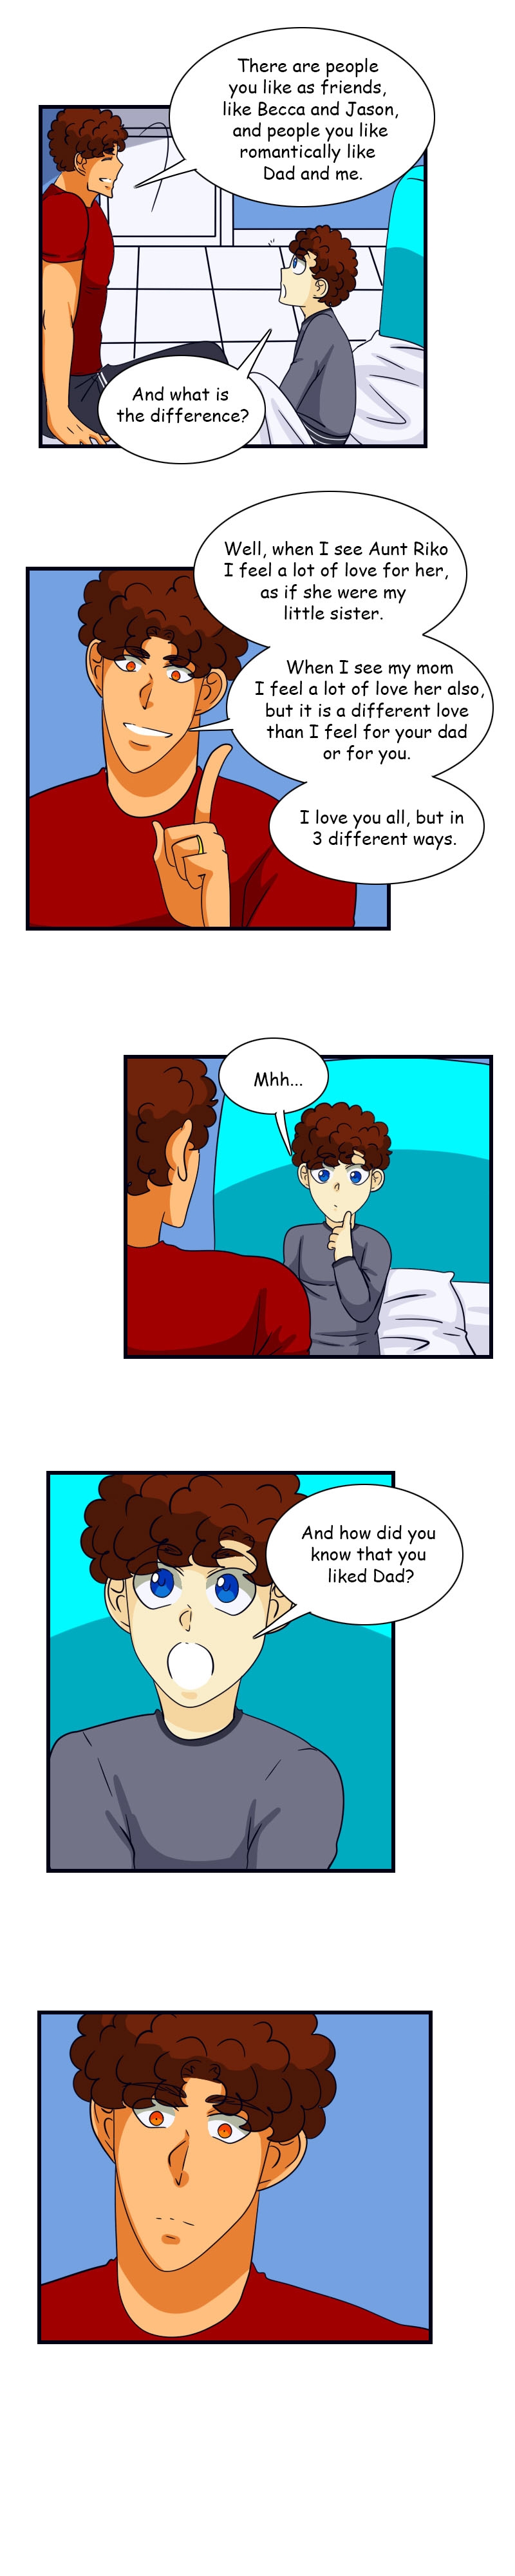 There are people
you like as friends,
like Becca and Jason,
and people you like
romantically like
Dad and me.
And what is
the difference?
Well, when I see Aunt Riko
I feel a lot of love for her,
as if she were my
little sister.
When I see my mom
I feel a lot of love her also,
but it is a different love
than I feel for your dad
or for you.
I love you all, but in
3 different ways.
Mhh...
And how did you
know that you
liked Dad?